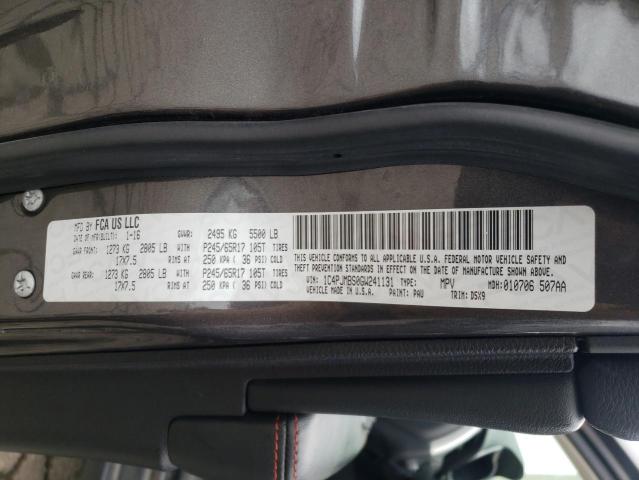 MFD BY FCA US LLC
DATE OF MFR(BUILT): 1-16 GVWR: 2495 KG 5500 LB
GAWR FRONT: 1273 KG 2805 LB WITH P245/65R17 105T TIRES
17X7.5 RIMS AT 250 KPA ( 36 PSI) COLD
GAWR REAR: 1273 KG 2805 LB WITH P245/65R17 105T TIRES
17X7.5 RIMS AT 250 KPA ( 36 PSI) COLD
THIS VEHICLE CONFORMS TO ALL APPLICABLE U.S.A. FEDERAL MOTOR VEHICLE SAFETY AND
THEFT PREVENTION STANDARDS IN EFFECT ON THE DATE OF MANUFACTURE SHOWN ABOVE.
VIN: 1C4PJMBS0GW241131 TYPE: MPV MDH:010706 507AA
VEHICLE MADE IN U.S.A. PAINT: PAU TRIM: DSX9